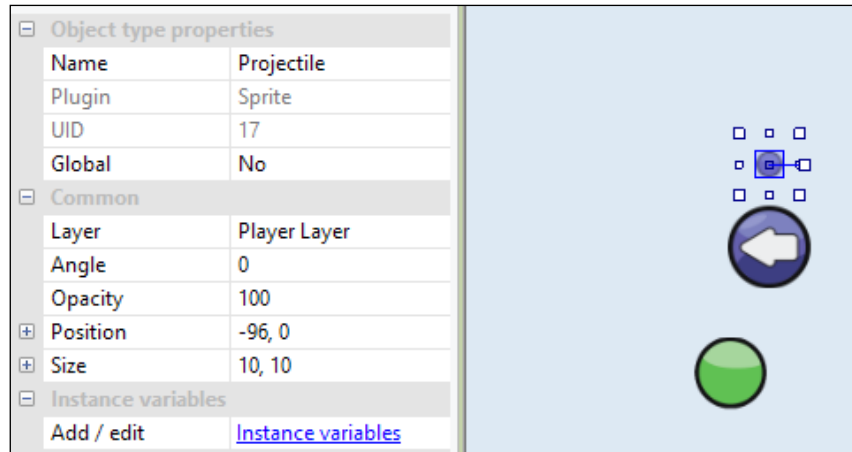 Object type properties
Name Projectile
Plugin Sprite
UID 17
Global No
Common
Layer Player Layer
Angle 0
Opacity 100
Position -96, 0
Size 10, 10
Instance variables
Add / edit Instance variables